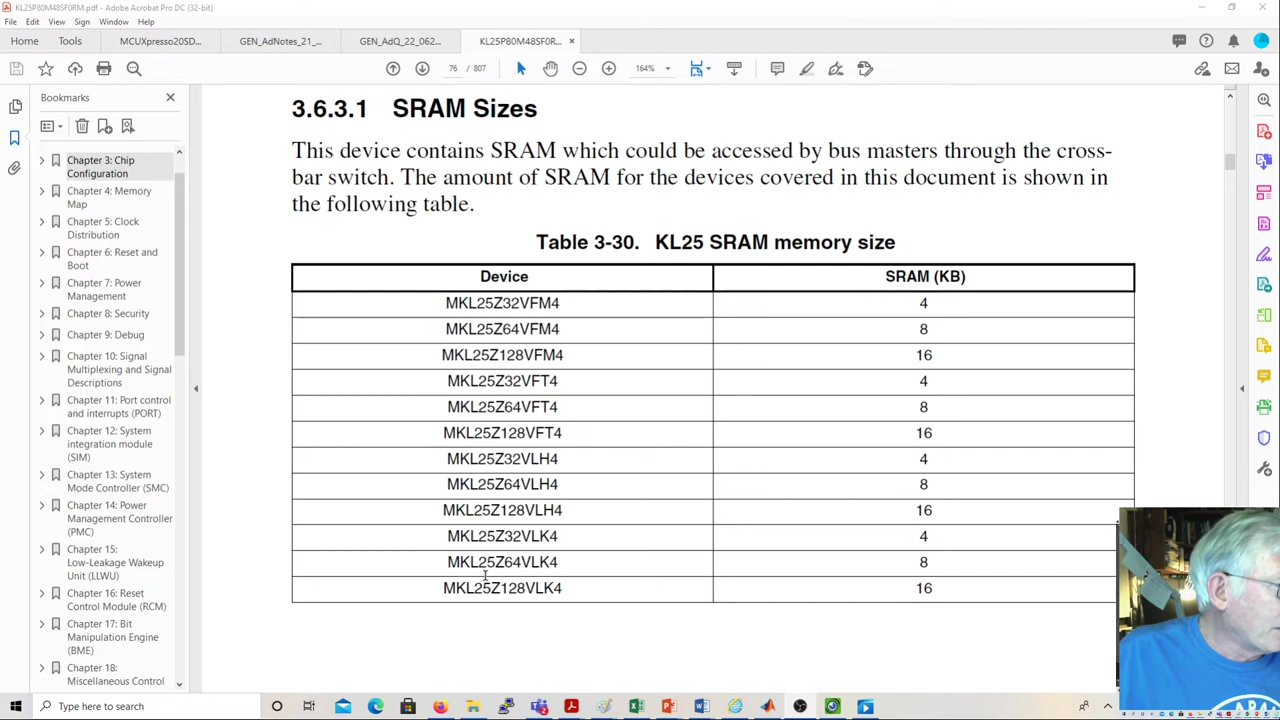 KL25P80M48SF0RM.pdf - Adobe Acrobat Pro DC (32-bit)
File Edit View Sign Window Help
Home Tools MCUXpresso20SD... GEN_AdNotes_21_... GEN_AdQ_22_062... KL25P80M48SF0R... ×
76 / 807 164%
Bookmarks
Chapter 3: Chip
Configuration
Chapter 4: Memory
Map
Chapter 5: Clock
Distribution
Chapter 6: Reset and
Boot
Chapter 7: Power
Management
Chapter 8: Security
Chapter 9: Debug
Chapter 10: Signal
Multiplexing and Signal
Descriptions
Chapter 11: Port control
and interrupts (PORT)
Chapter 12: System
integration module
(SIM)
Chapter 13: System
Mode Controller (SMC)
Chapter 14: Power
Management Controller
(PMC)
Chapter 15:
Low-Leakage Wakeup
Unit (LLWU)
Chapter 16: Reset
Control Module (RCM)
Chapter 17: Bit
Manipulation Engine
(BME)
Chapter 18:
Miscellaneous Control
3.6.3.1 SRAM Sizes
This device contains SRAM which could be accessed by bus masters through the cross-
bar switch. The amount of SRAM for the devices covered in this document is shown in
the following table.
Table 3-30. KL25 SRAM memory size
Device SRAM (KB)
MKL25Z32VFM4 4
MKL25Z64VFM4 8
MKL25Z128VFM4 16
MKL25Z32VFT4 4
MKL25Z64VFT4 8
MKL25Z128VFT4 16
MKL25Z32VLH4 4
MKL25Z64VLH4 8
MKL25Z128VLH4 16
MKL25Z32VLK4 4
MKL25Z64VLK4 8
MKL25Z128VLK4 16
Type here to search